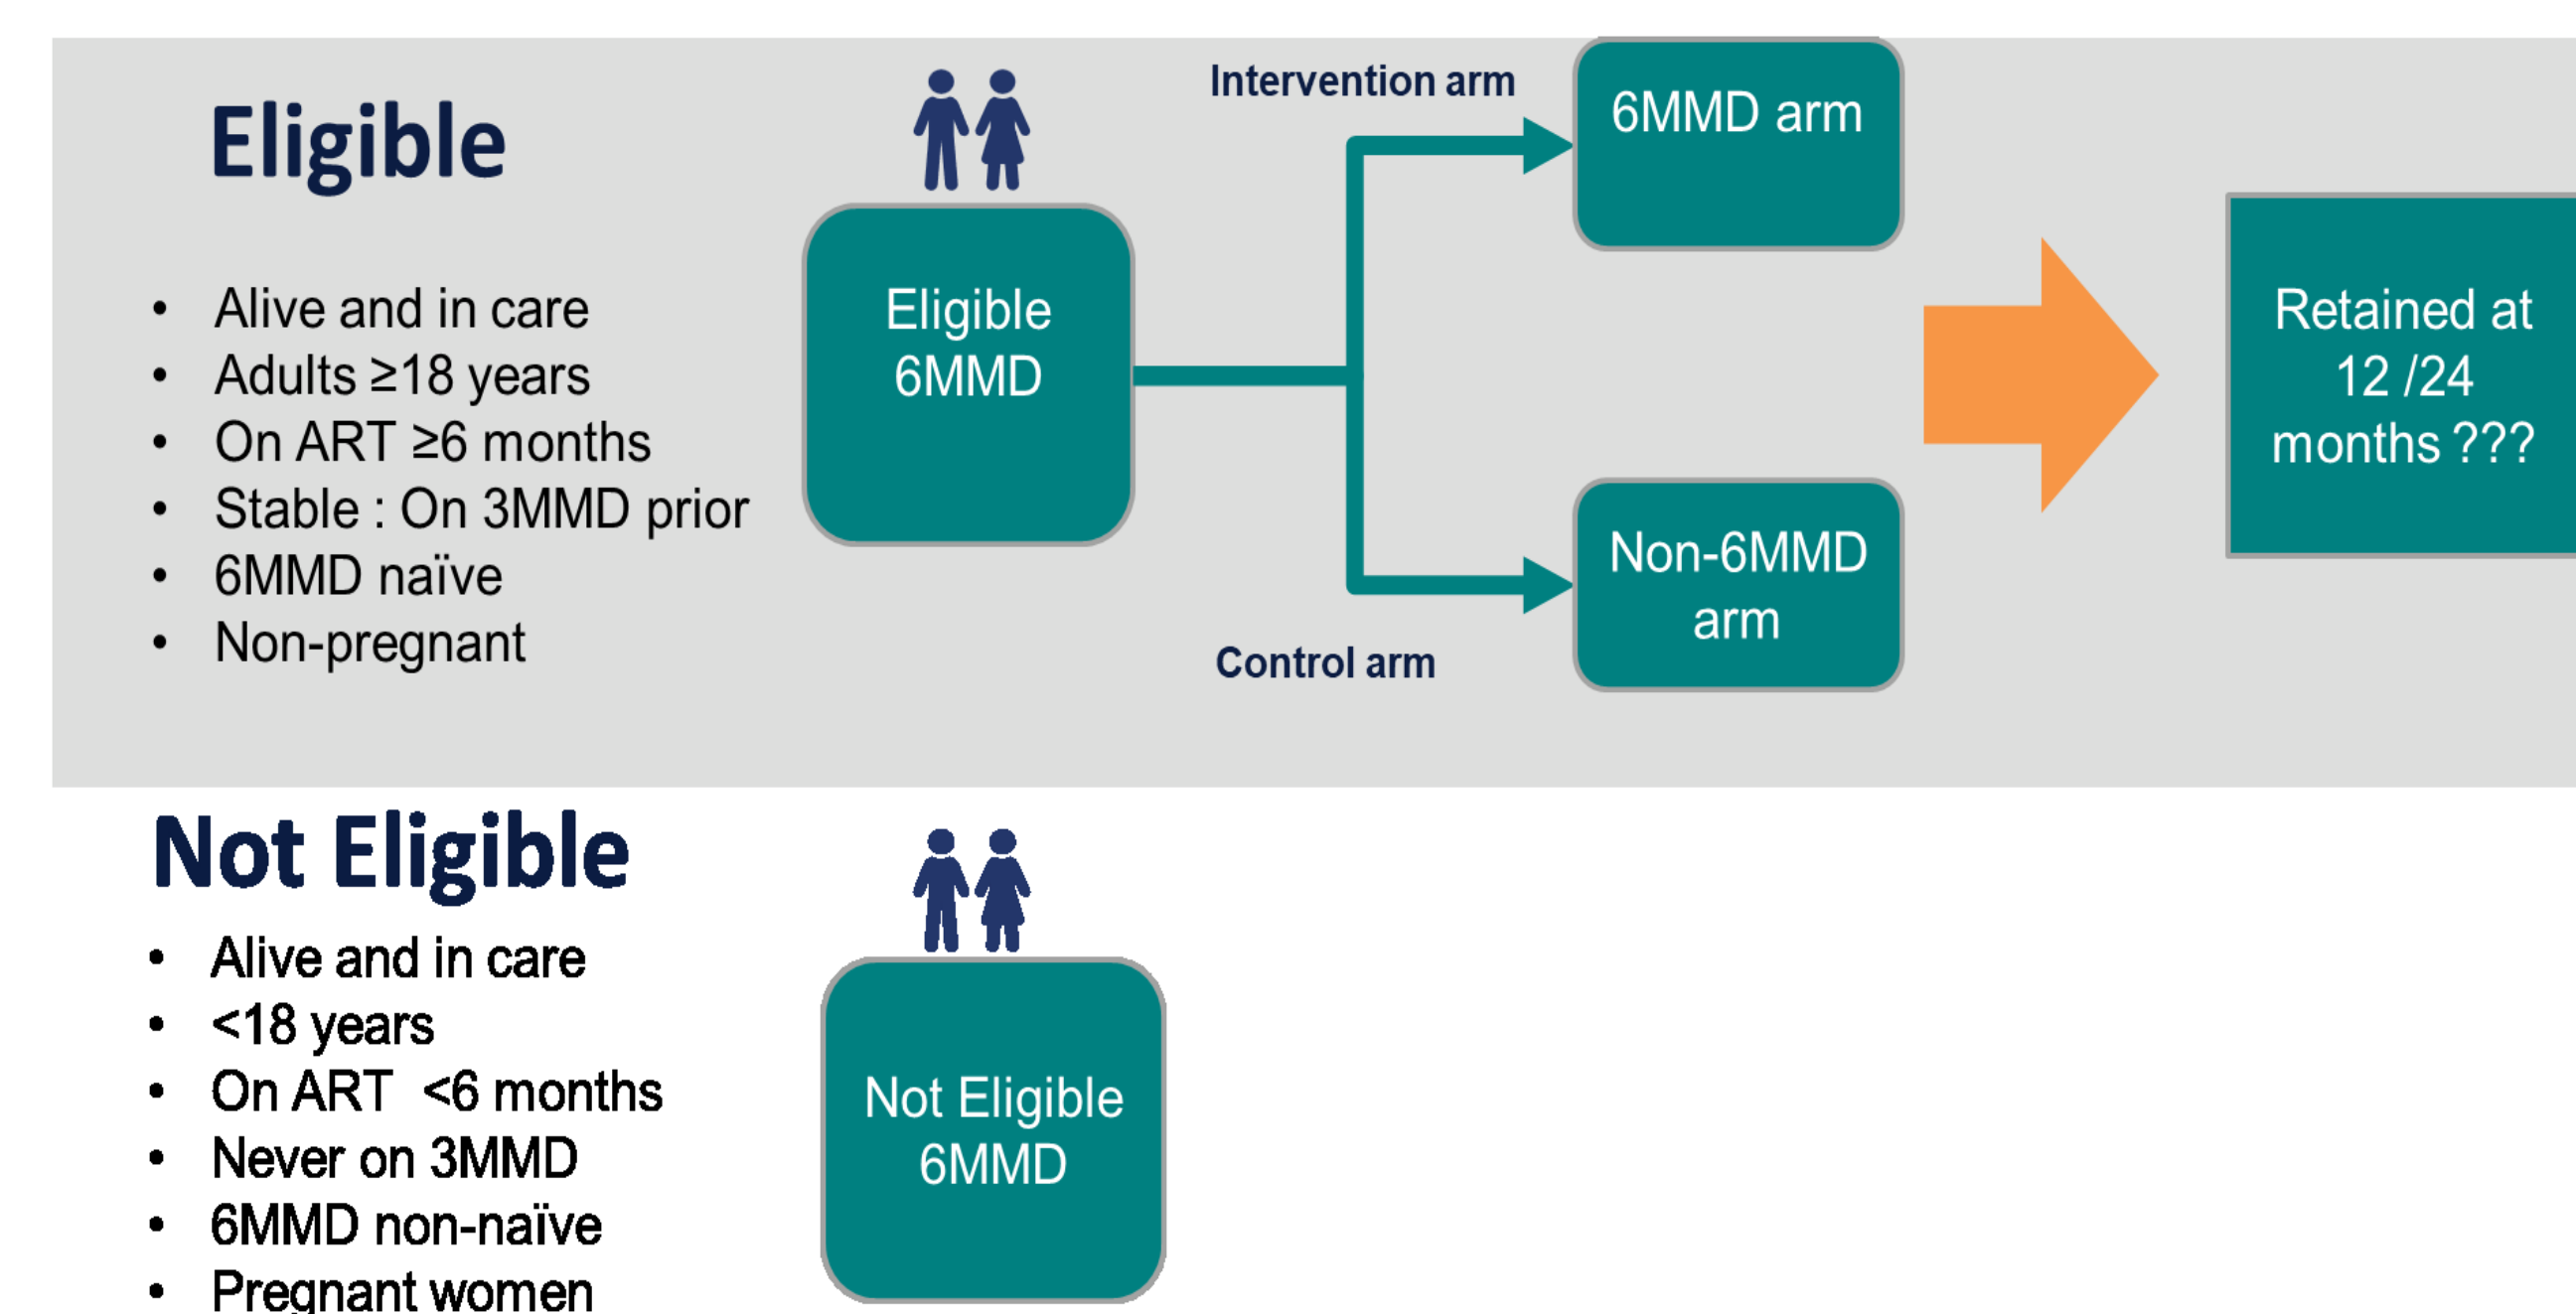 Eligible
• Alive and in care
• Adults ≥18 years
• On ART ≥6 months
• Stable : On 3MMD prior
• 6MMD naïve
• Non-pregnant
Eligible
6MMD
Intervention arm
6MMD arm
Control arm
Non-6MMD
arm
Retained at
12 /24
months ???
Not Eligible
• Alive and in care
• <18 years
• On ART  <6 months
• Never on 3MMD
• 6MMD non-naïve
• Pregnant women
Not Eligible
6MMD